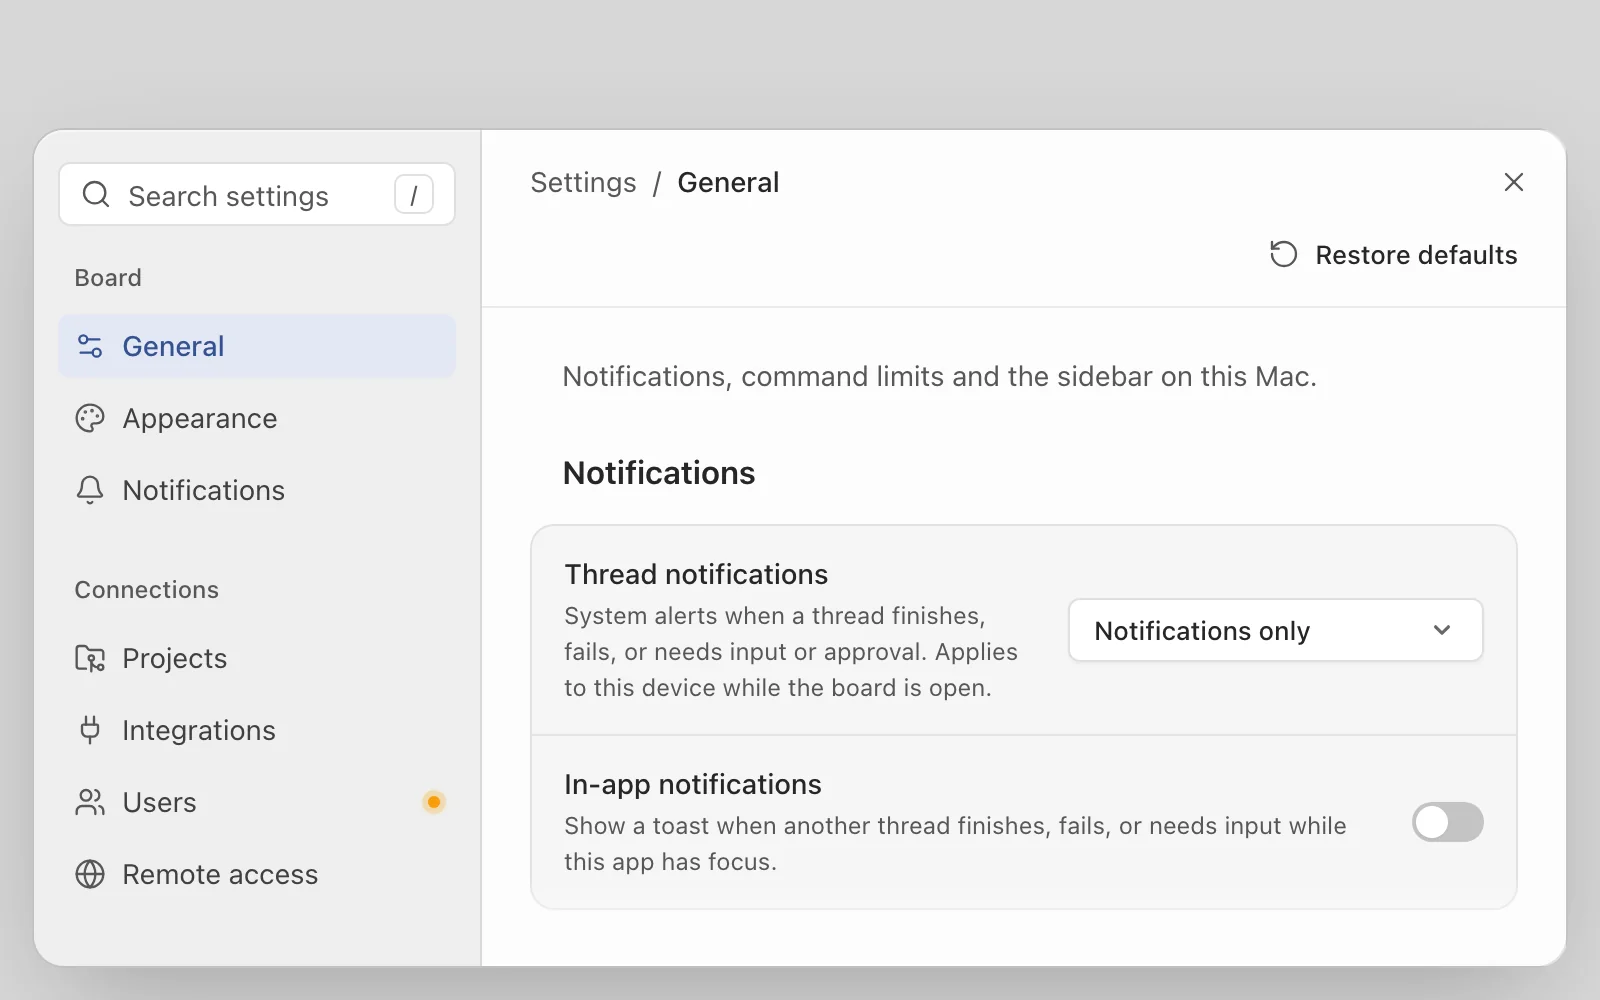 Search settings /
Board
General
Appearance
Notifications
Connections
Projects
Integrations
Users
Remote access
Settings / General
Restore defaults
Notifications, command limits and the sidebar on this Mac.
Notifications
Thread notifications
System alerts when a thread finishes,
fails, or needs input or approval. Applies
to this device while the board is open.
Notifications only
In-app notifications
Show a toast when another thread finishes, fails, or needs input while
this app has focus.